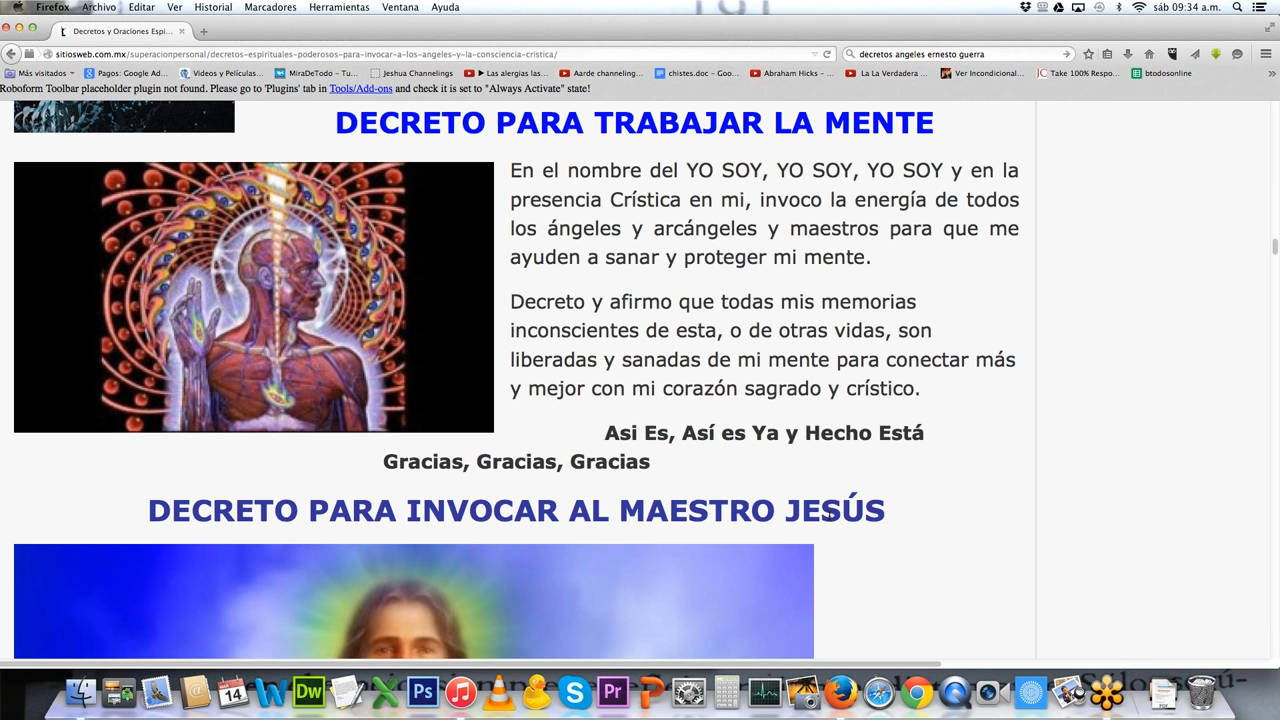 Firefox Archivo Editar Ver Historial Marcadores Herramientas Ventana Ayuda sáb 09:34 a.m.
Decretos y Oraciones Espi...
sitiosweb.com.mx/superacionpersonal/decretos-espirituales-poderosos-para-invocar-a-los-angeles-y-la-consciencia-cristica/ decretos angeles ernesto guerra
Más visitados Pagos: Google Ad... Videos y Películas... MiraDeTodo - Tu... Jeshua Channelings Las alergias las... Aarde channeling... chistes.doc - Goo... Abraham Hicks - ... La La Verdadera ... Ver Incondicional... Take 100% Respo... btodosonline
Roboform Toolbar placeholder plugin not found. Please go to 'Plugins' tab in Tools/Add-ons and check it is set to "Always Activate" state!
DECRETO PARA TRABAJAR LA MENTE
En el nombre del YO SOY, YO SOY, YO SOY y en la
presencia Crística en mi, invoco la energía de todos
los ángeles y arcángeles y maestros para que me
ayuden a sanar y proteger mi mente.
Decreto y afirmo que todas mis memorias
inconscientes de esta, o de otras vidas, son
liberadas y sanadas de mi mente para conectar más
y mejor con mi corazón sagrado y crístico.
Asi Es, Así es Ya y Hecho Está
Gracias, Gracias, Gracias
DECRETO PARA INVOCAR AL MAESTRO JESÚS
14
Dw
Ps
Pr